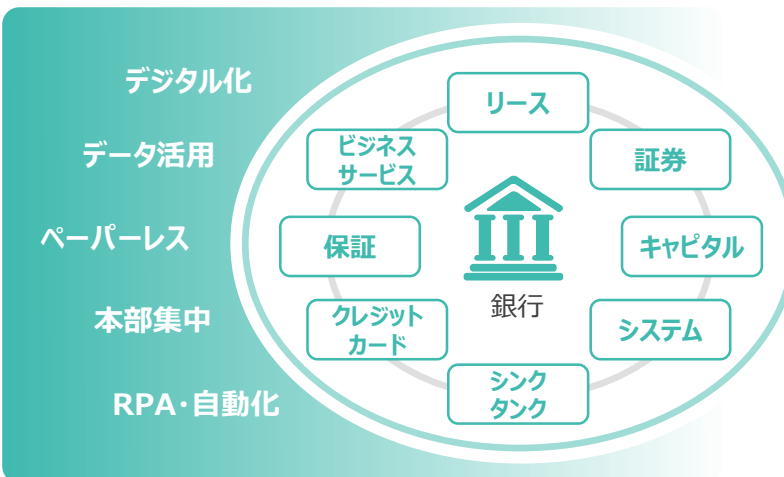 デジタル化
データ活用
ペーパーレス
本部集中
RPA・自動化
リース
ビジネス
サービス
証券
保証
キャピタル
銀行
クレジット
カード
システム
シンク
タンク